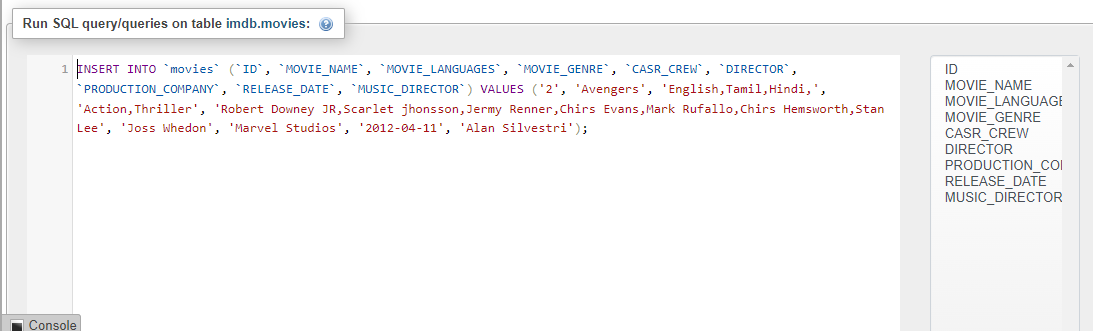 Run SQL query/queries on table imdb.movies:
1 INSERT INTO `movies` (`ID`, `MOVIE_NAME`, `MOVIE_LANGUAGES`, `MOVIE_GENRE`, `CASR_CREW`, `DIRECTOR`,
`PRODUCTION_COMPANY`, `RELEASE_DATE`, `MUSIC_DIRECTOR`) VALUES ('2', 'Avengers', 'English,Tamil,Hindi,',
'Action,Thriller', 'Robert Downey JR,Scarlet jhonsson,Jermy Renner,Chirs Evans,Mark Rufallo,Chirs Hemsworth,Stan
Lee', 'Joss Whedon', 'Marvel Studios', '2012-04-11', 'Alan Silvestri');
ID
MOVIE_NAME
MOVIE_LANGUAGE
MOVIE_GENRE
CASR_CREW
DIRECTOR
PRODUCTION_CO
RELEASE_DATE
MUSIC_DIRECTOR
Console